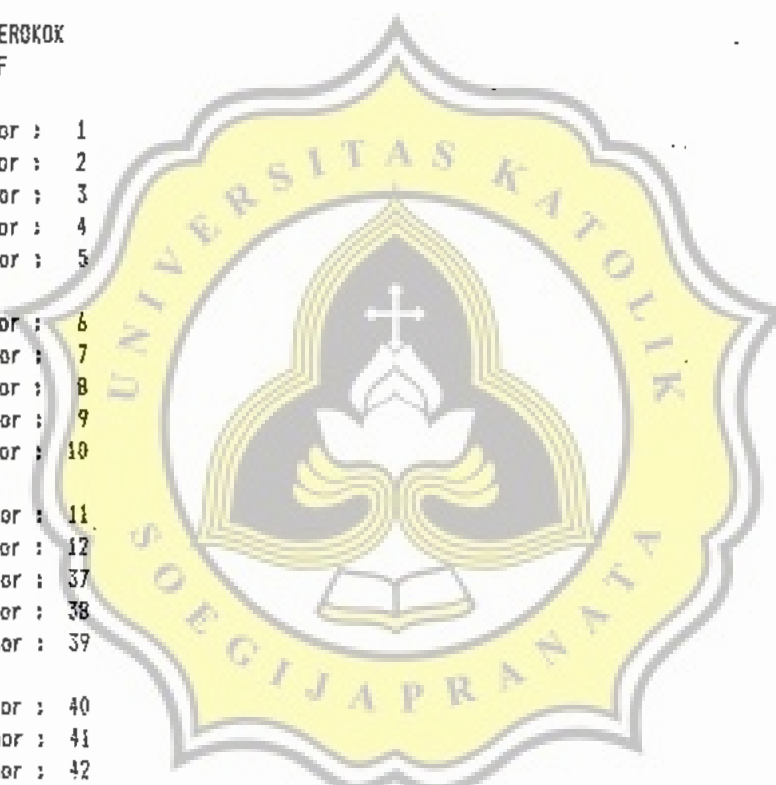 EROKOK
F
or : 1
or : 2
or : 3
or : 4
or : 5
or : 6
or : 7
or : 8
or : 9
or : 10
or : 11
or : 12
or : 37
or : 38
or : 39
or : 40
or : 41
or : 42
UNIVERSITAS KATOLIK
SOEGIJAPRANATA